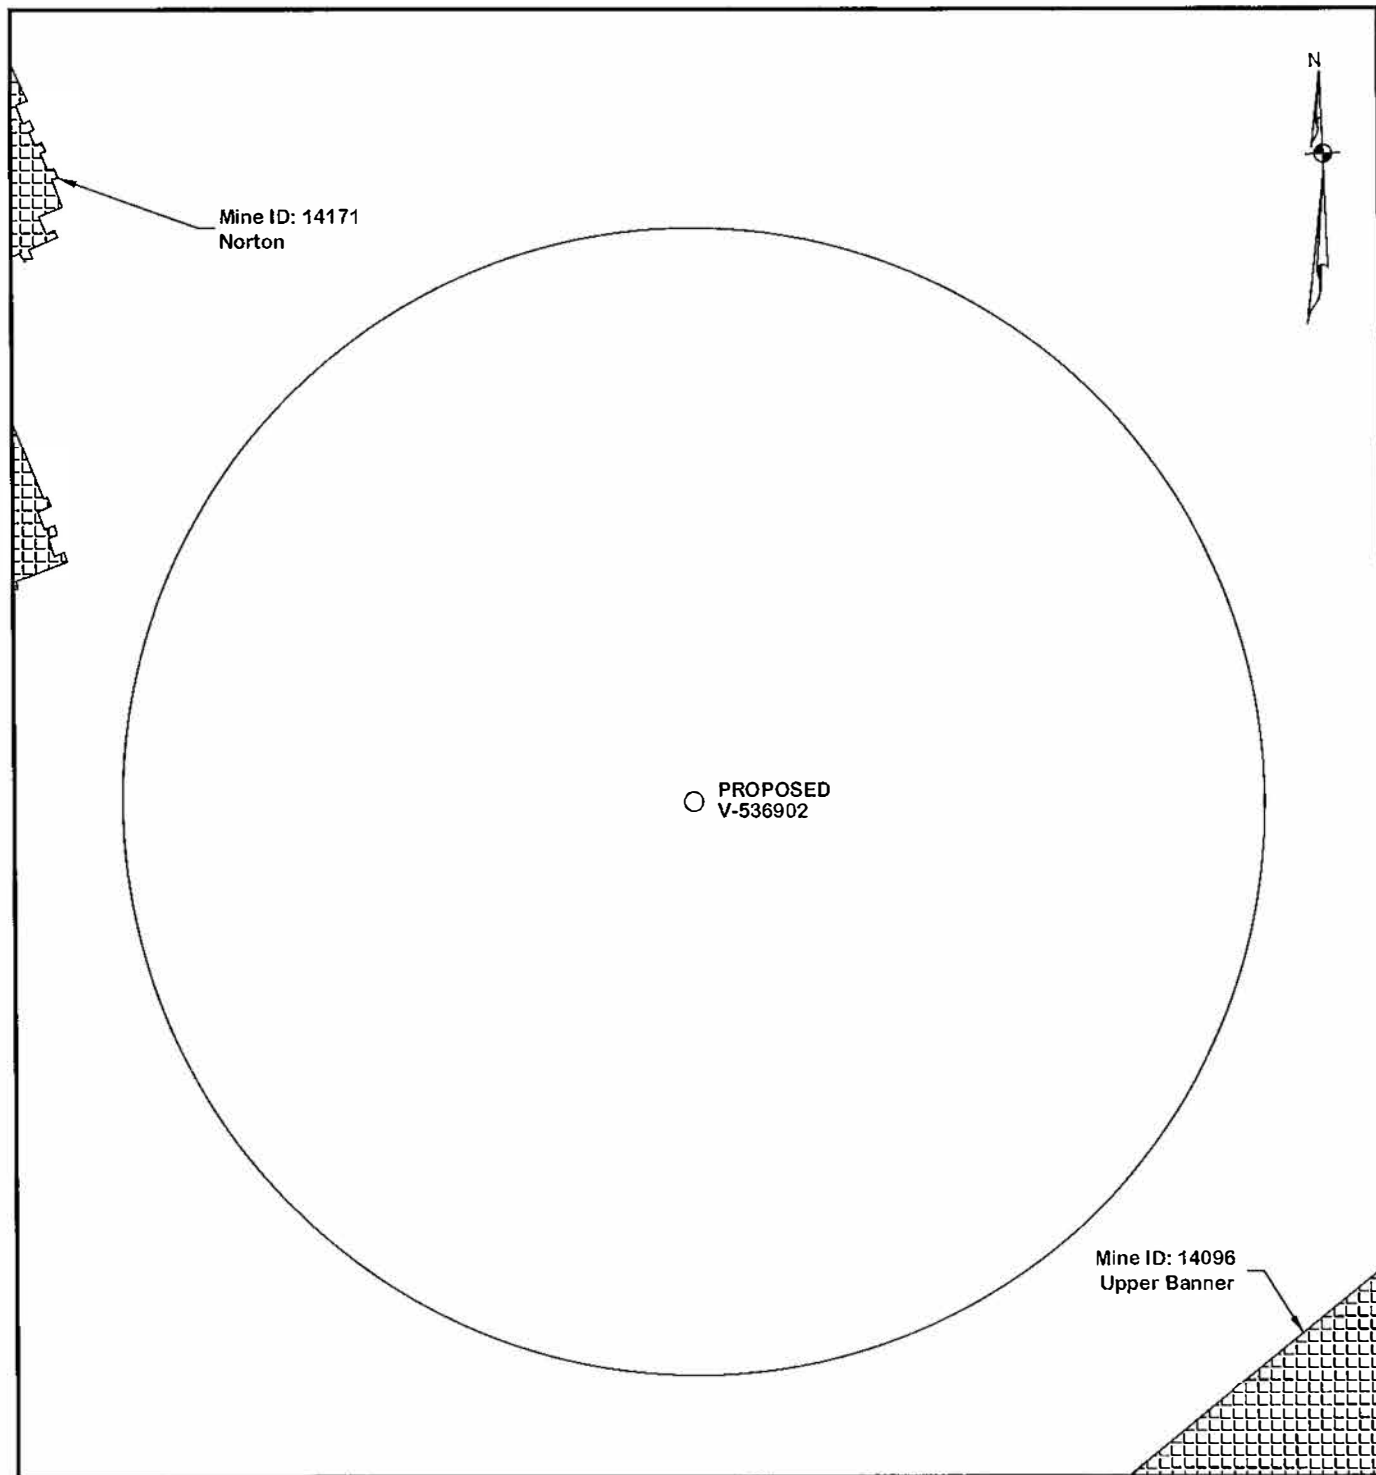 N
Mine ID: 14171
Norton
PROPOSED
V-536902
Mine ID: 14096
Upper Banner